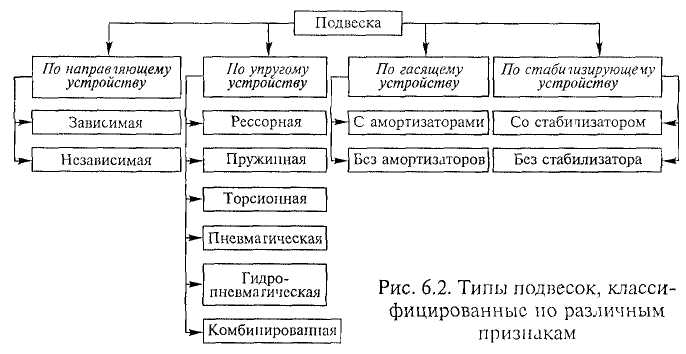 Подвеска
По направляющему
устройству
Зависимая
Независимая
По упругому
устройству
Рессорная
Пружинная
Торсионная
Пневматическая
Гидро-
пневматическая
Комбинированная
По гасящему
устройству
С амортизаторами
Без амортизаторов
По стабилизирующему
устройству
Со стабилизатором
Без стабилизатора
Рис. 6.2. Типы подвесок, класси-
фицированные по различным
признакам